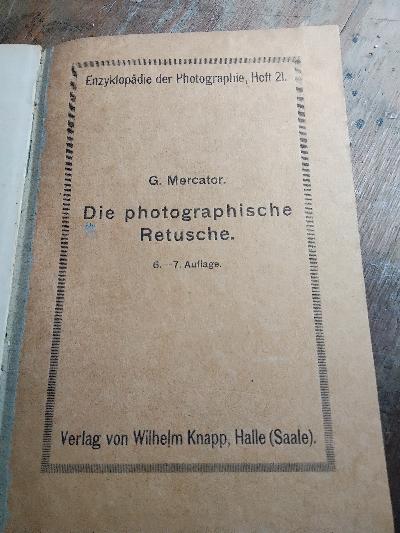 Enzyklopädie der Photographie, Heft 21.
G. Mercator.
Die photographische
Retusche.
6.—7. Auflage.
Verlag von Wilhelm Knapp, Halle (Saale).